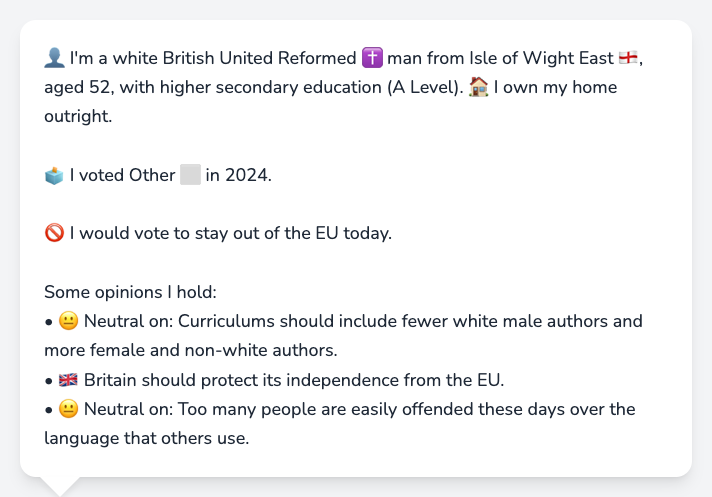 👤 I'm a white British United Reformed ✝️ man from Isle of Wight East 🏴󠁧󠁢󠁥󠁮󠁧󠁿,
aged 52, with higher secondary education (A Level). 🏠 I own my home
outright.
🗳️ I voted Other ⬜ in 2024.
🚫 I would vote to stay out of the EU today.
Some opinions I hold:
• 😐 Neutral on: Curriculums should include fewer white male authors and
more female and non-white authors.
• 🇬🇧 Britain should protect its independence from the EU.
• 😐 Neutral on: Too many people are easily offended these days over the
language that others use.